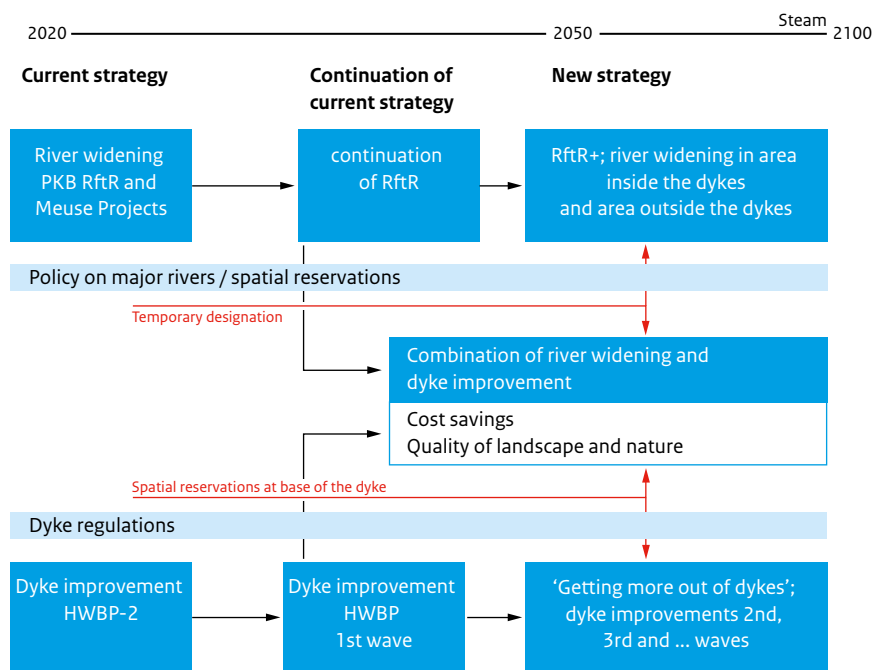 Steam
2020
2050
2100
Current strategy
Continuation of
current strategy
New strategy
River widening
PKB RftR and
Meuse Projects
continuation
of RftR
RftR+; river widening in area
inside the dykes
and area outside the dykes
Policy on major rivers / spatial reservations
Temporary designation
Combination of river widening and
dyke improvement
Cost savings
Quality of landscape and nature
Spatial reservations at base of the dyke
Dyke regulations
Dyke improvement
HWBP-2
Dyke improvement
HWBP
1st wave
‘Getting more out of dykes’;
dyke improvements 2nd,
3rd and ... waves